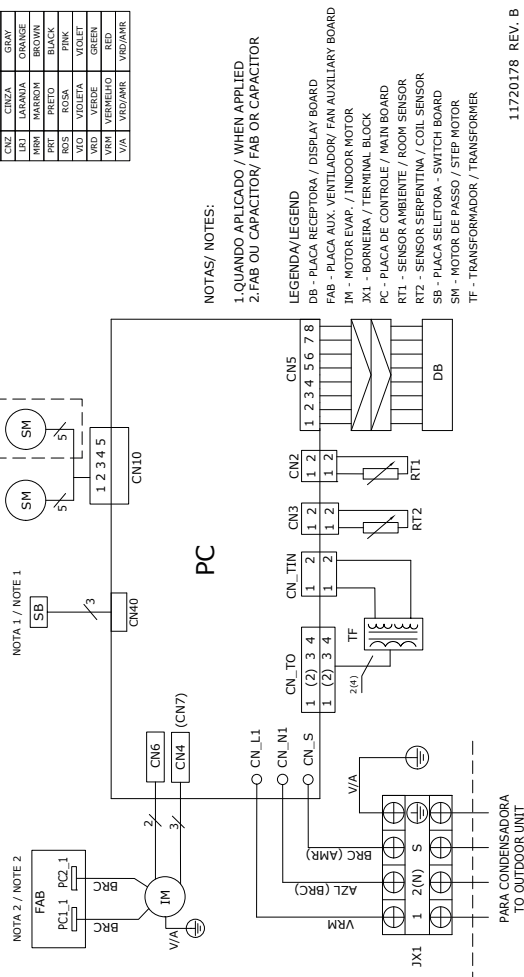 CNZ CINZA GRAY
LRJ LARANJA ORANGE
MRM MARROM BROWN
PRT PRETO BLACK
ROS ROSA PINK
VIO VIOLETA VIOLET
VRD VERDE GREEN
VRM VERMELHO RED
V/A VRD/AMR VRD/AMR
NOTAS/ NOTES:
1.QUANDO APLICADO / WHEN APPLIED
2.FAB OU CAPACITOR/ FAB OR CAPACITOR
LEGENDA/LEGEND
DB - PLACA RECEPTORA / DISPLAY BOARD
FAB - PLACA AUX. VENTILADOR/ FAN AUXILIARY BOARD
IM - MOTOR EVAP. / INDOOR MOTOR
JX1 - BORNEIRA / TERMINAL BLOCK
PC - PLACA DE CONTROLE / MAIN BOARD
RT1 - SENSOR AMBIENTE / ROOM SENSOR
RT2 - SENSOR SERPENTINA / COIL SENSOR
SB - PLACA SELETORA - SWITCH BOARD
SM - MOTOR DE PASSO / STEP MOTOR
TF - TRANSFORMADOR / TRANSFORMER
11720178 REV. B
NOTA 2 / NOTE 2
FAB
PC1_1 PC2_1
BRC BRC
IM
V/A
2
3
CN6
CN4 (CN7)
NOTA 1 / NOTE 1
SB
3
CN40
SM SM
5 5
1 2 3 4 5
CN10
PC
CN_L1
CN_N1
CN_S
CN_TO
1 (2) 3 4
1 (2) 3 4
2(4)
TF
CN_TIN
1 2
1 2
CN3
1 2
1 2
RT2
CN2
1 2
1 2
RT1
CN5
1 2 3 4 5 6 7 8
DB
VRM
AZL (BRC)
BRC (AMR)
V/A
JX1
1 2(N) S
PARA CONDENSADORA
TO OUTDOOR UNIT